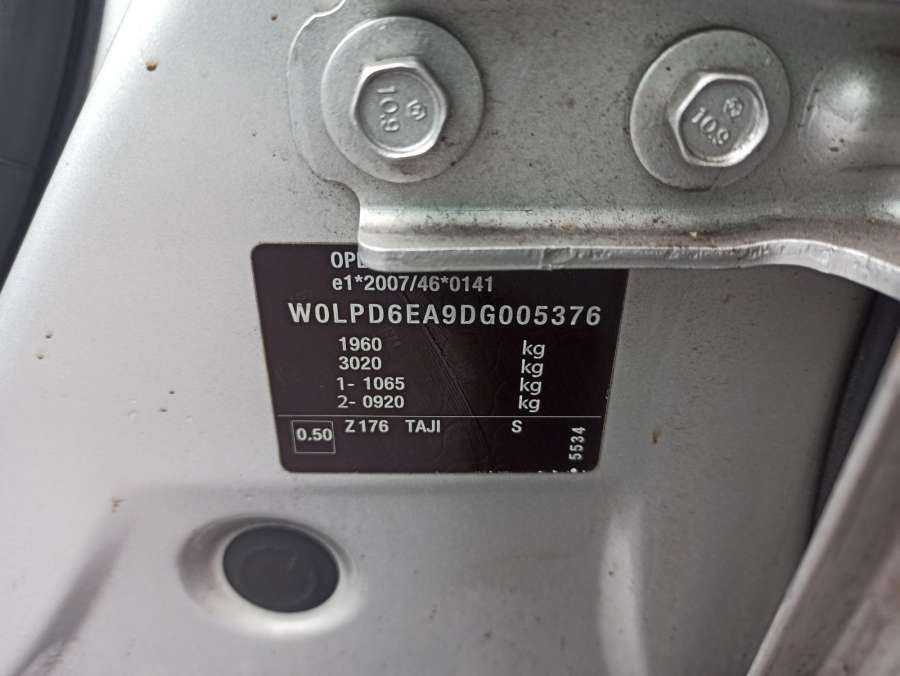 10.9
10.9
e1*2007/46*0141
W0LPD6EA9DG005376
1960 kg
3020 kg
1- 1065 kg
2- 0920 kg
0.50 Z176 TAJI S
5534